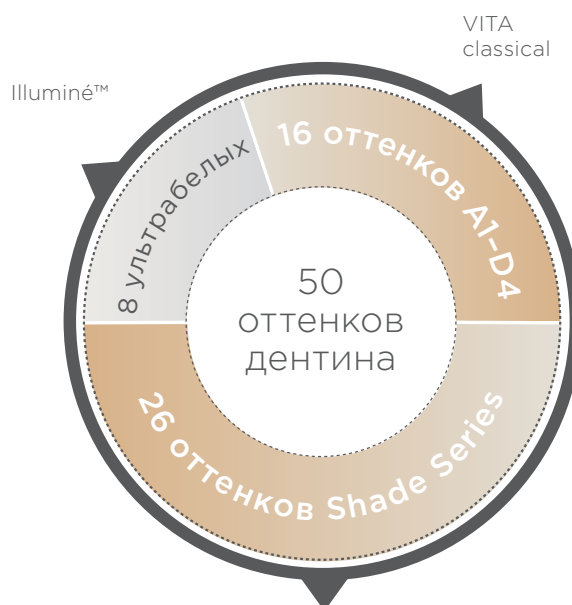 VITA
classical
Illuminé™
16 оттенков A1–D4
8 ультрабелых
50
оттенков
дентина
26 оттенков Shade Series